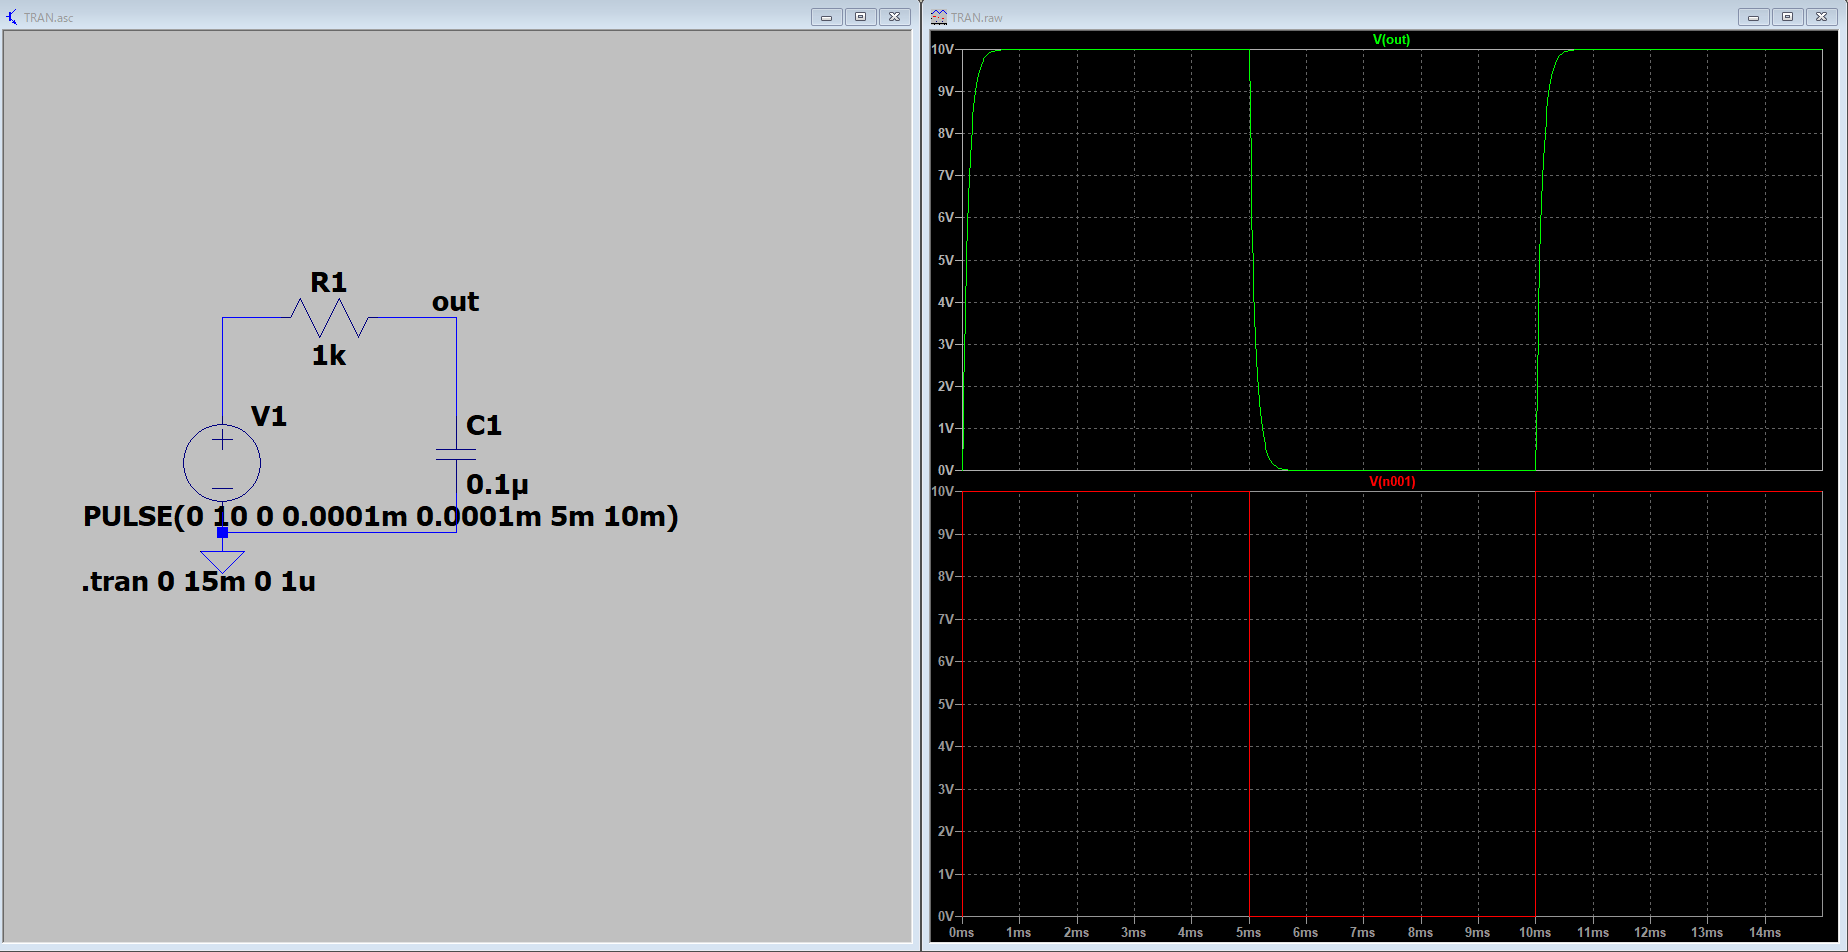 TRAN.asc
R1
out
1k
V1
C1
0.1µ
PULSE(0 10 0 0.0001m 0.0001m 5m 10m)
.tran 0 15m 0 1u
TRAN.raw
V(out)
10V
9V
8V
7V
6V
5V
4V
3V
2V
1V
0V
V(n001)
10V
9V
8V
7V
6V
5V
4V
3V
2V
1V
0V
0ms 1ms 2ms 3ms 4ms 5ms 6ms 7ms 8ms 9ms 10ms 11ms 12ms 13ms 14ms